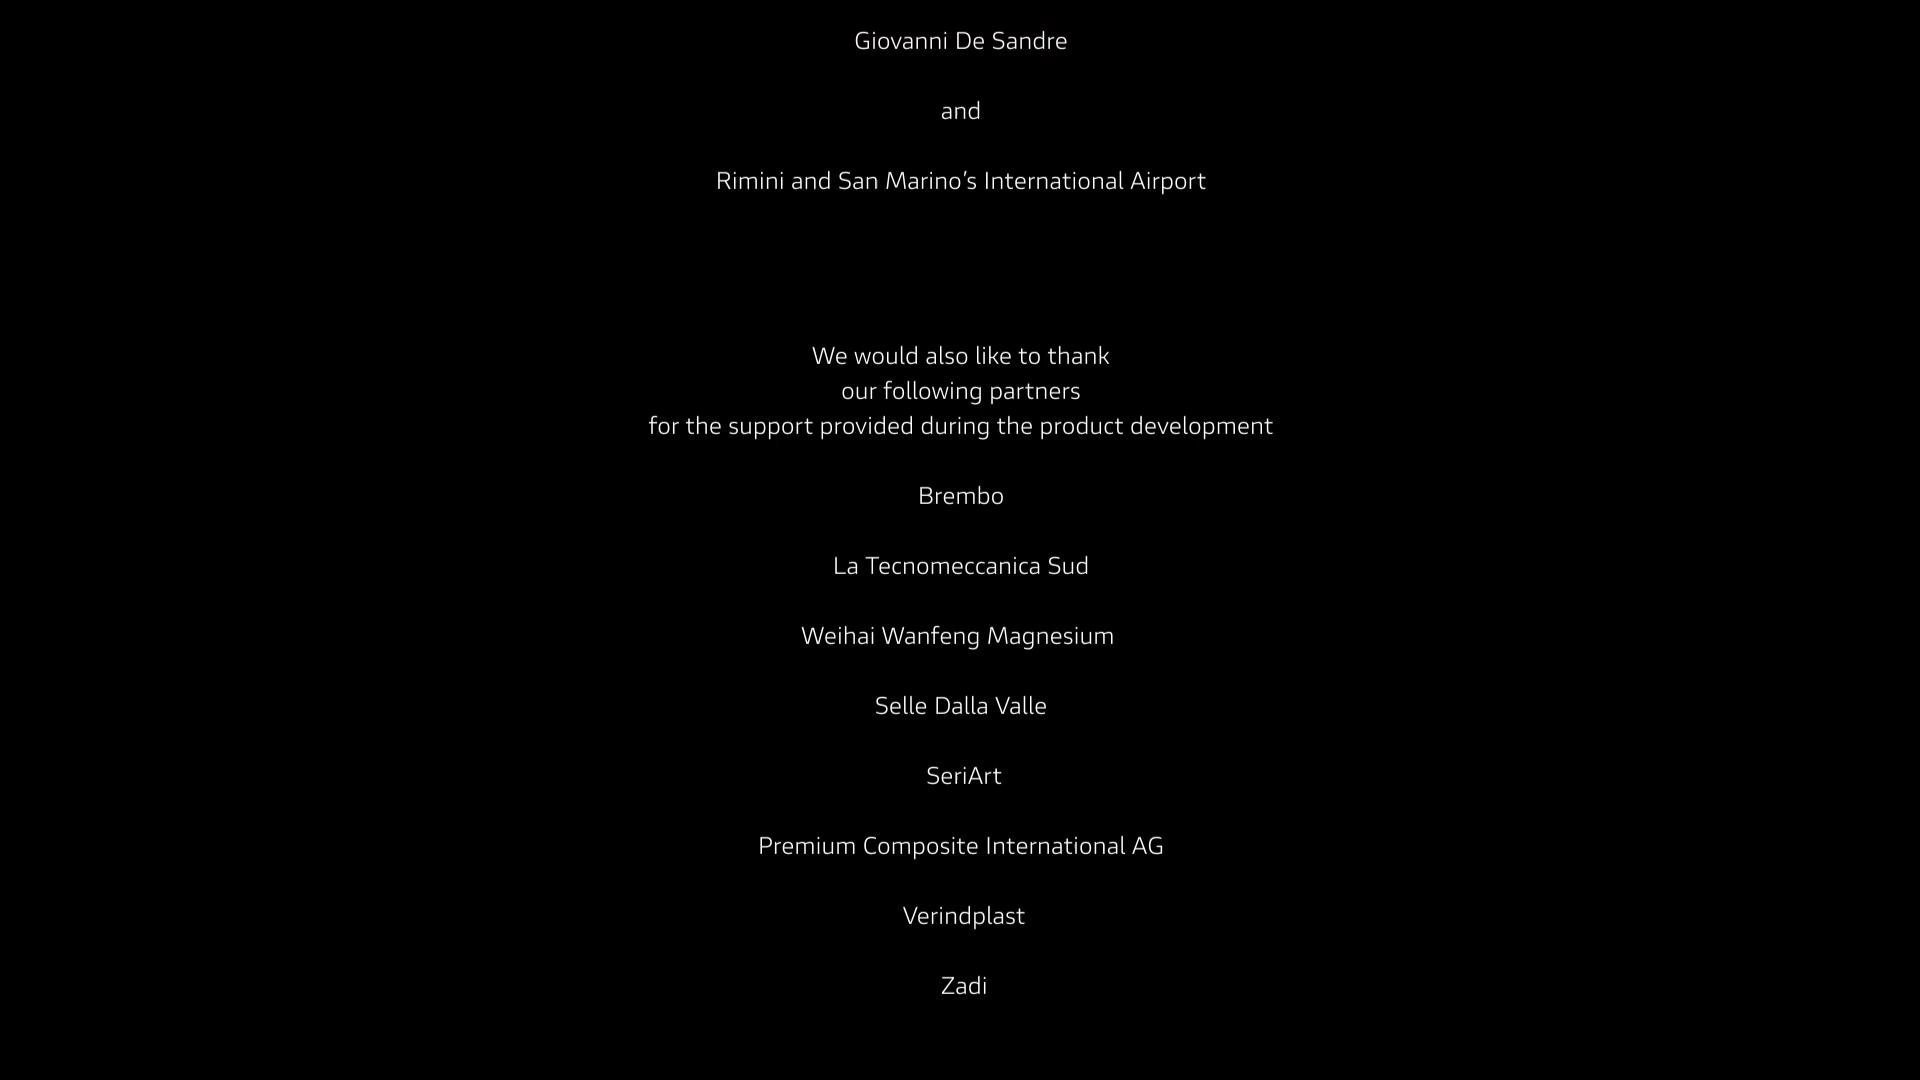 Giovanni De Sandre
and
Rimini and San Marino’s International Airport
We would also like to thank
our following partners
for the support provided during the product development
Brembo
La Tecnomeccanica Sud
Weihai Wanfeng Magnesium
Selle Dalla Valle
SeriArt
Premium Composite International AG
Verindplast
Zadi